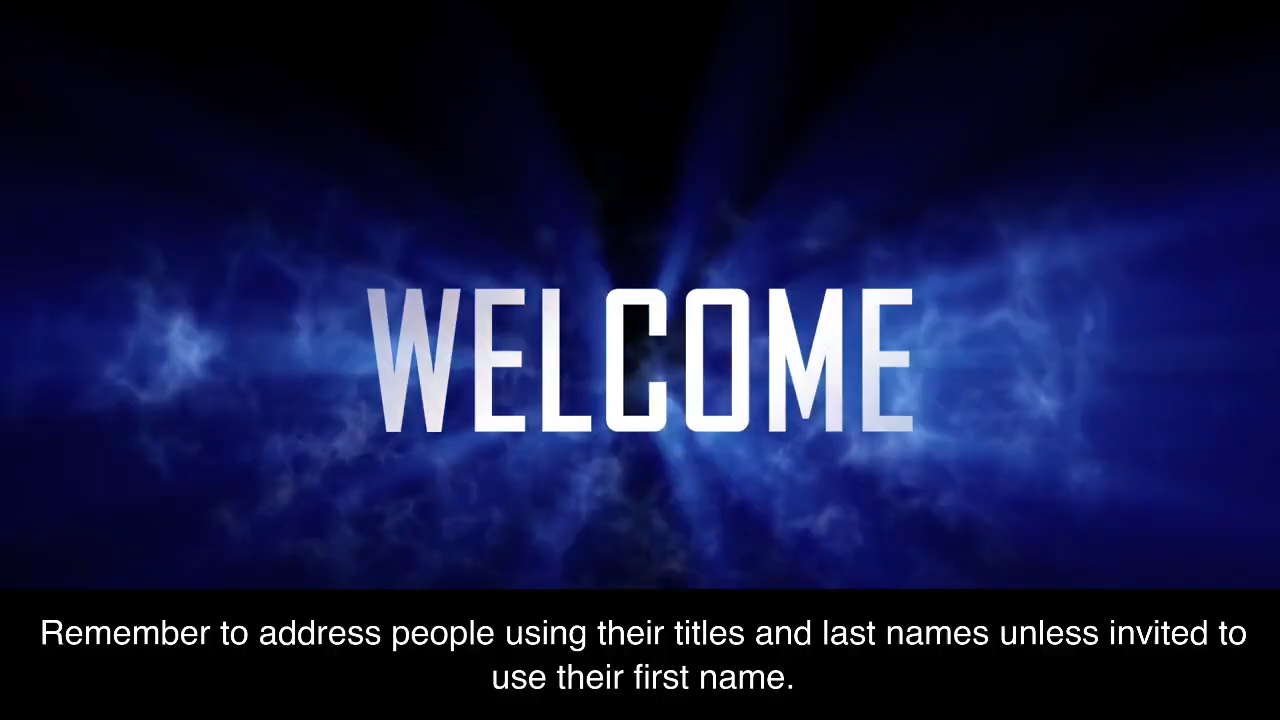 WELCOME
Remember to address people using their titles and last names unless invited to
use their first name.